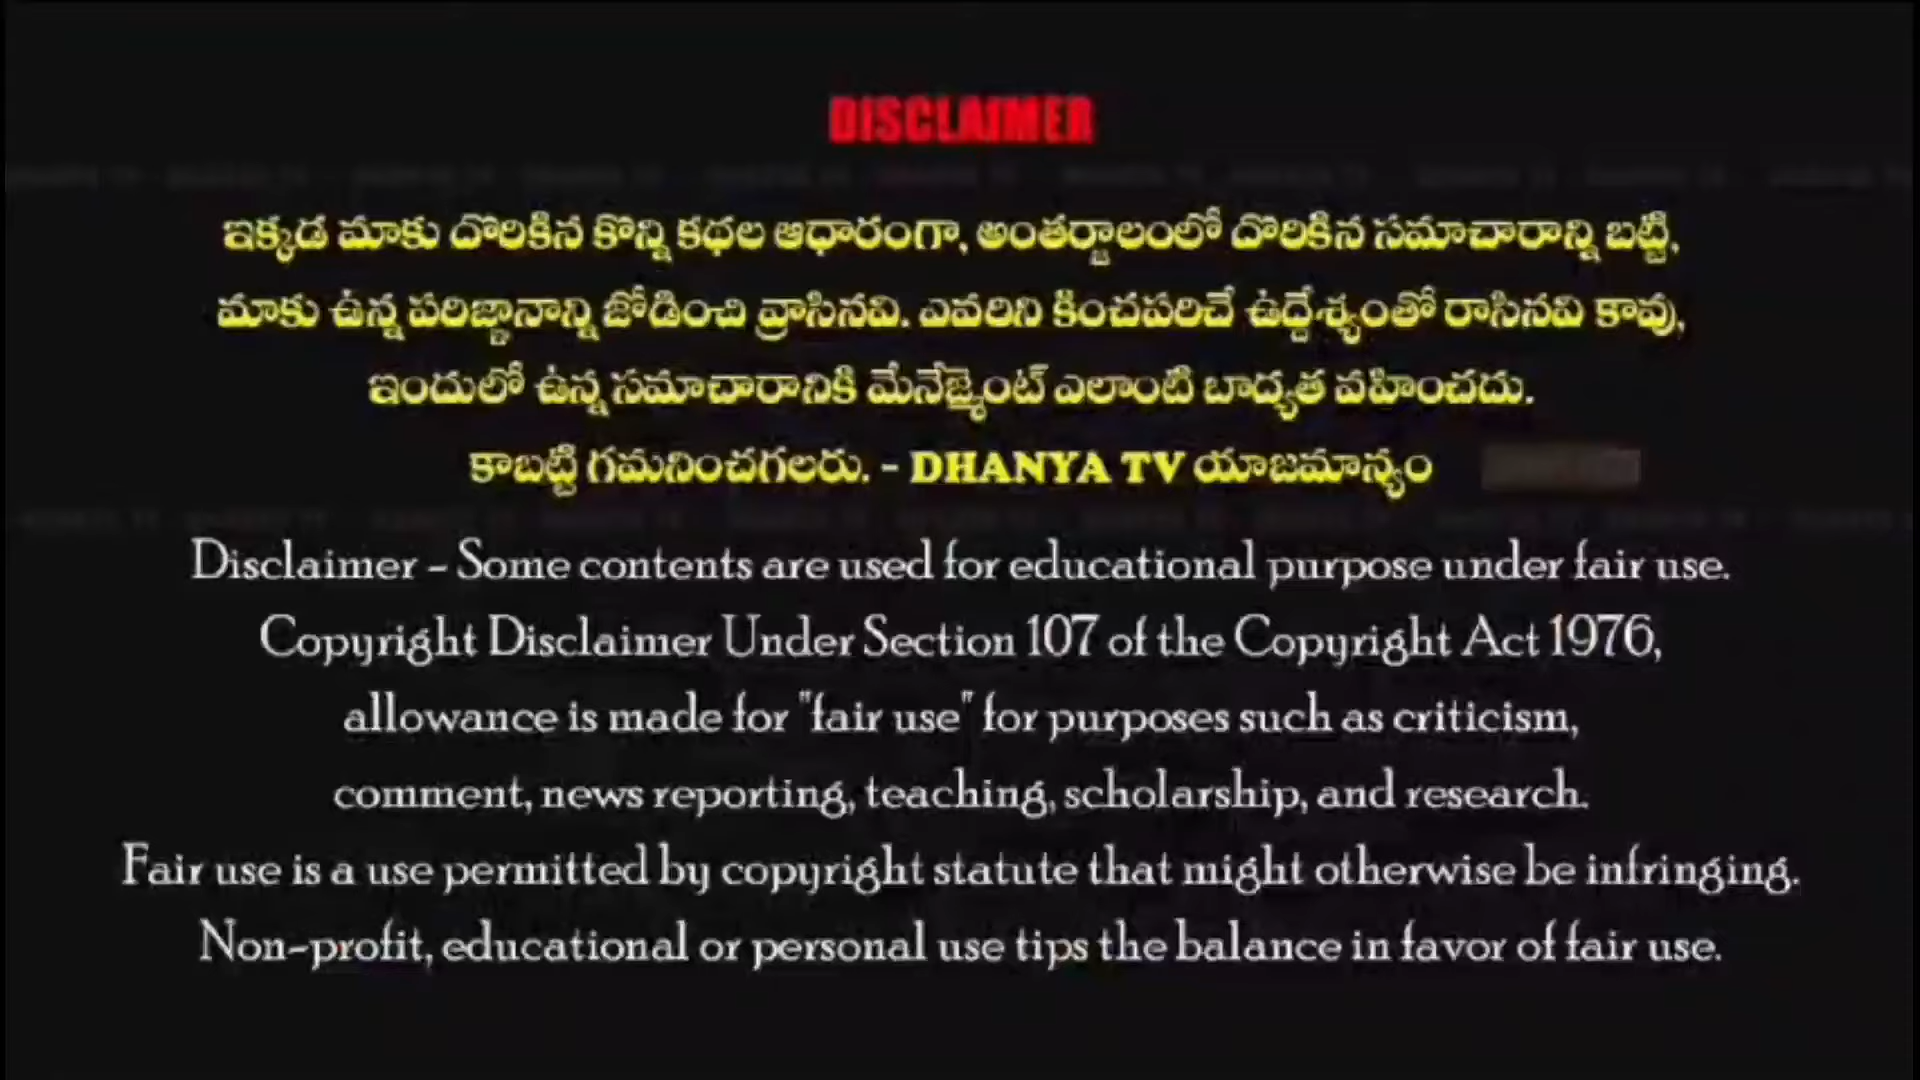 DISCLAIMER
ఇక్కడ మాకు దొరికిన కొన్ని కథల ఆధారంగా, అంతర్జాలంలో దొరికిన సమాచారాన్ని బట్టి,
మాకు ఉన్న పరిజ్ఞానాన్ని జోడించి వ్రాసినవి. ఎవరిని కించపరిచే ఉద్దేశ్యంతో రాసినవి కావు,
ఇందులో ఉన్న సమాచారానికి మేనేజ్మెంట్ ఎలాంటి బాద్యత వహించదు.
కాబట్టి గమనించగలరు. - DHANYA TV యాజమాన్యం
Disclaimer - Some contents are used for educational purpose under fair use.
Copyright Disclaimer Under Section 107 of the Copyright Act 1976,
allowance is made for "fair use" for purposes such as criticism,
comment, news reporting, teaching, scholarship, and research.
Fair use is a use permitted by copyright statute that might otherwise be infringing.
Non-profit, educational or personal use tips the balance in favor of fair use.